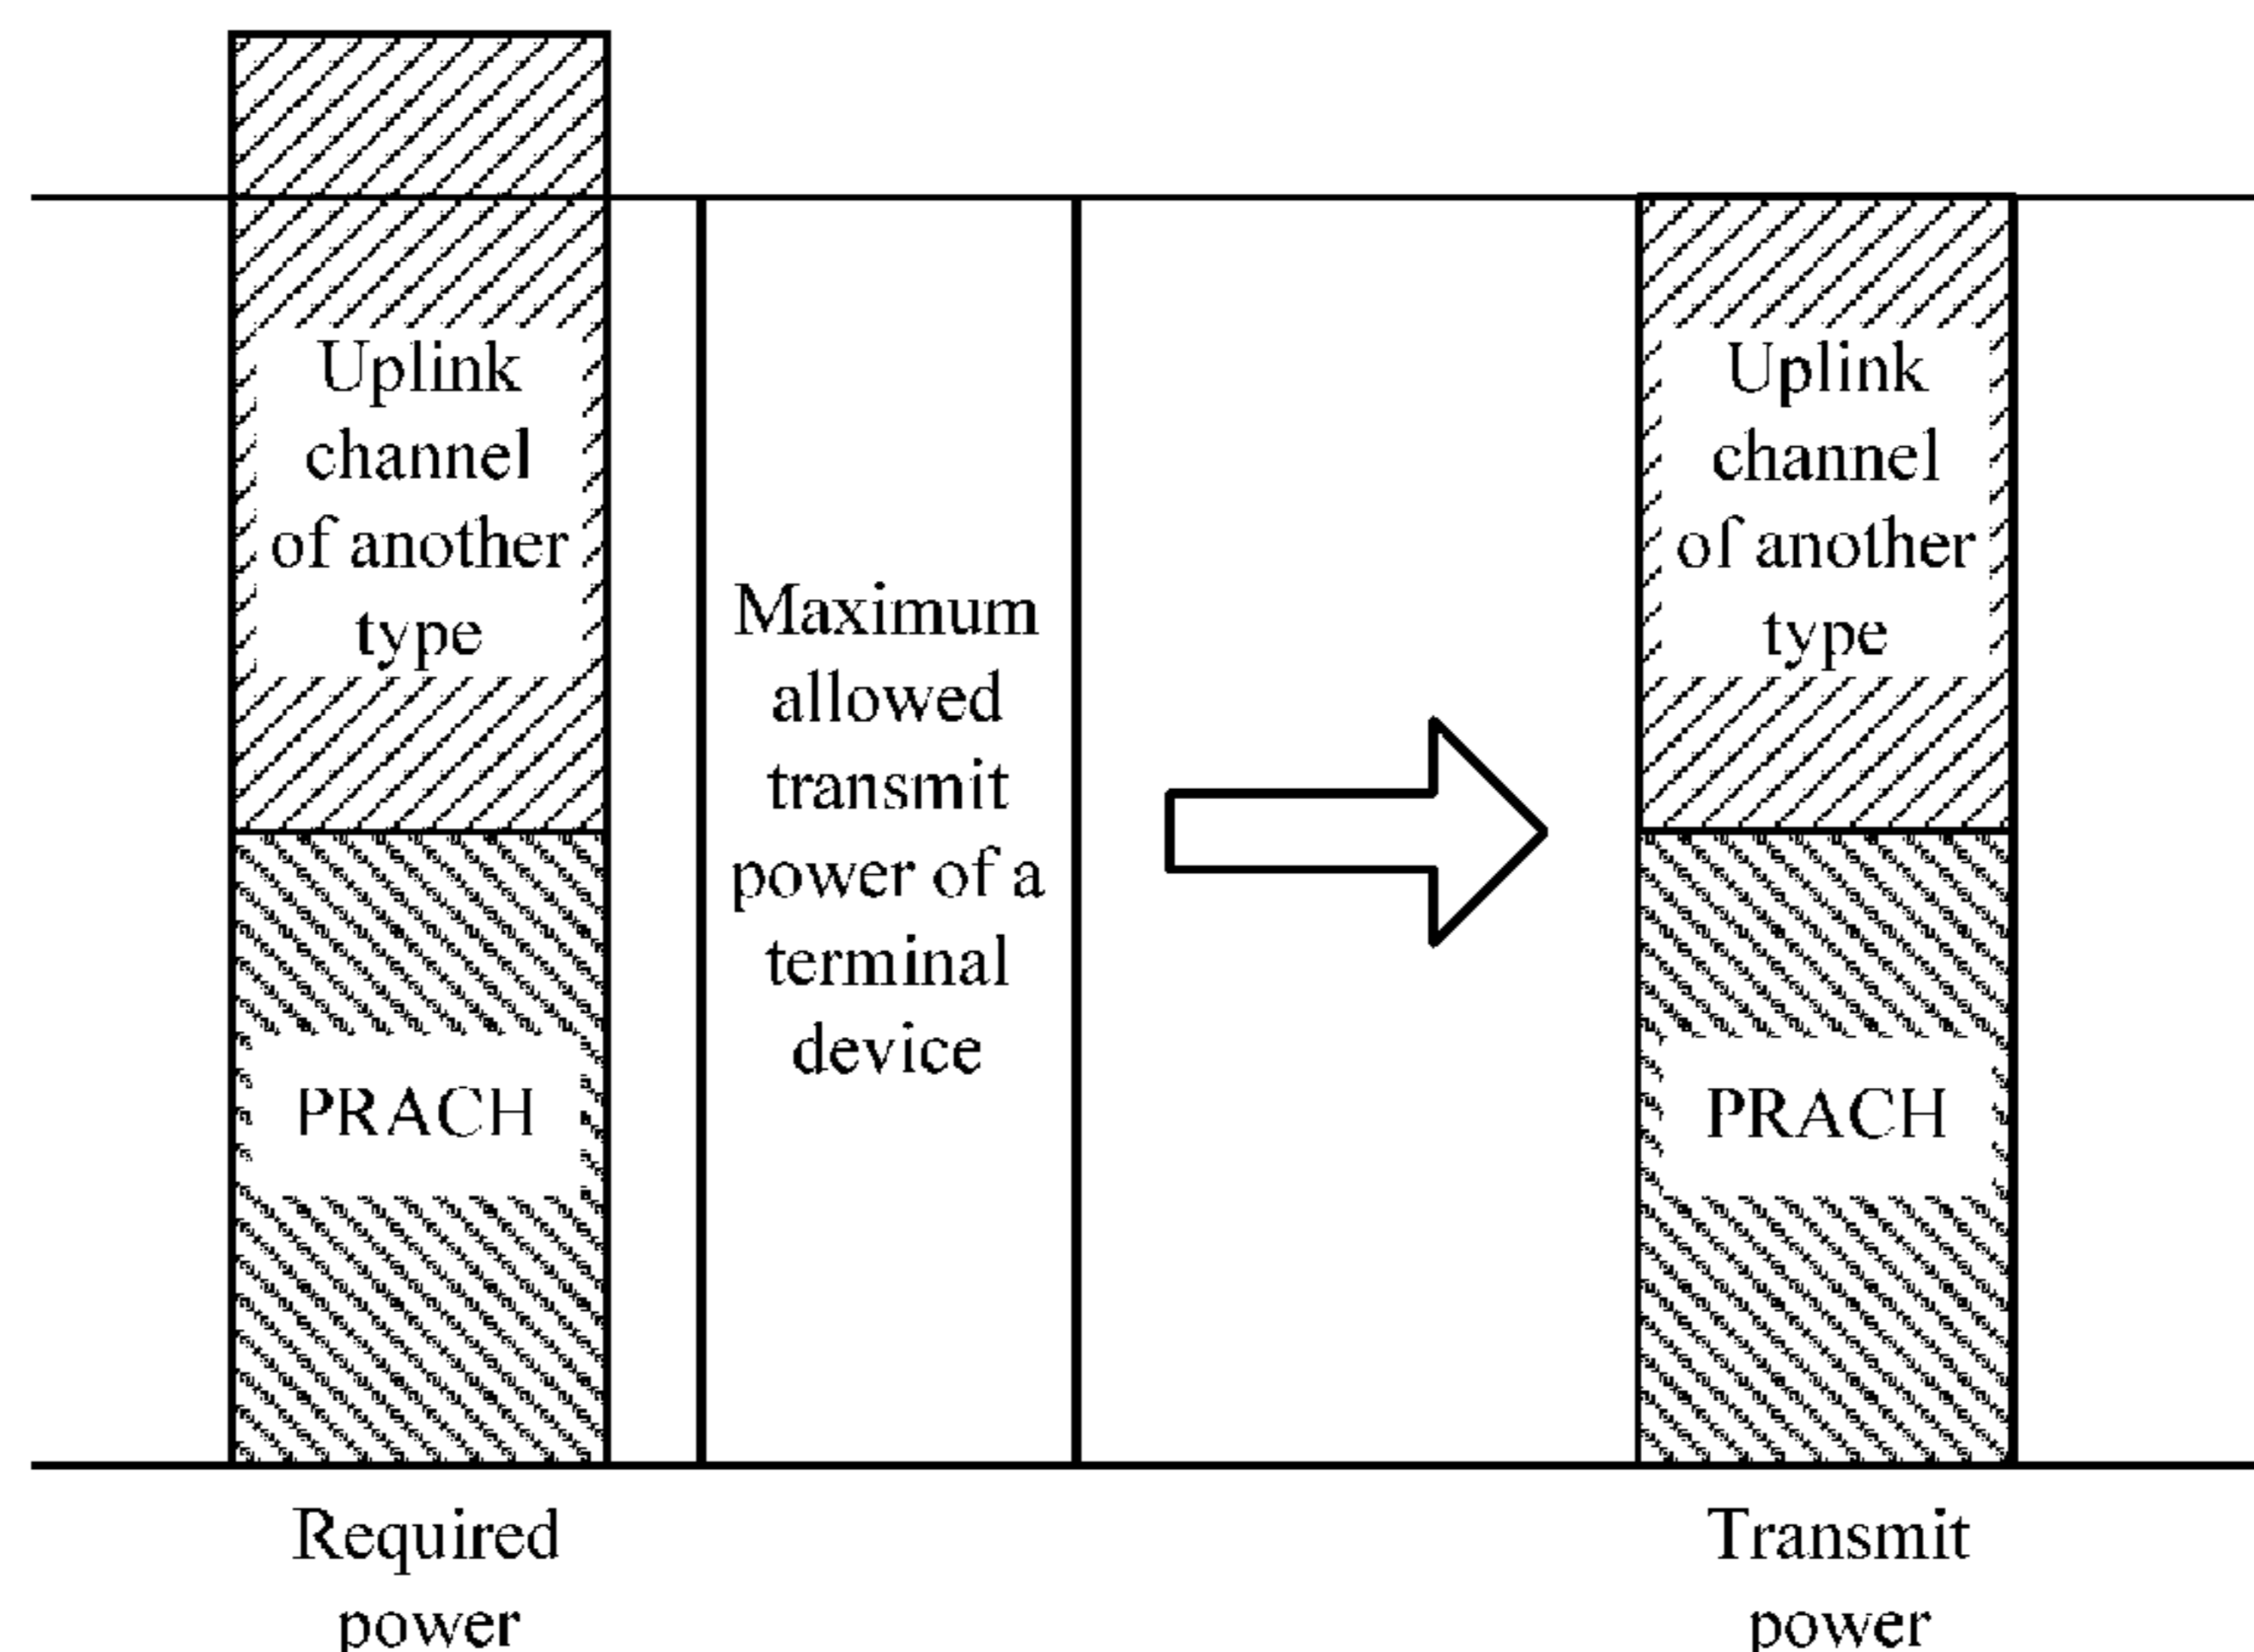 Uplink
channel
of another
type
PRACH
Maximum
allowed
transmit
power of a
terminal
device
Uplink
channel
of another
type
PRACH
Required
power
Transmit
power